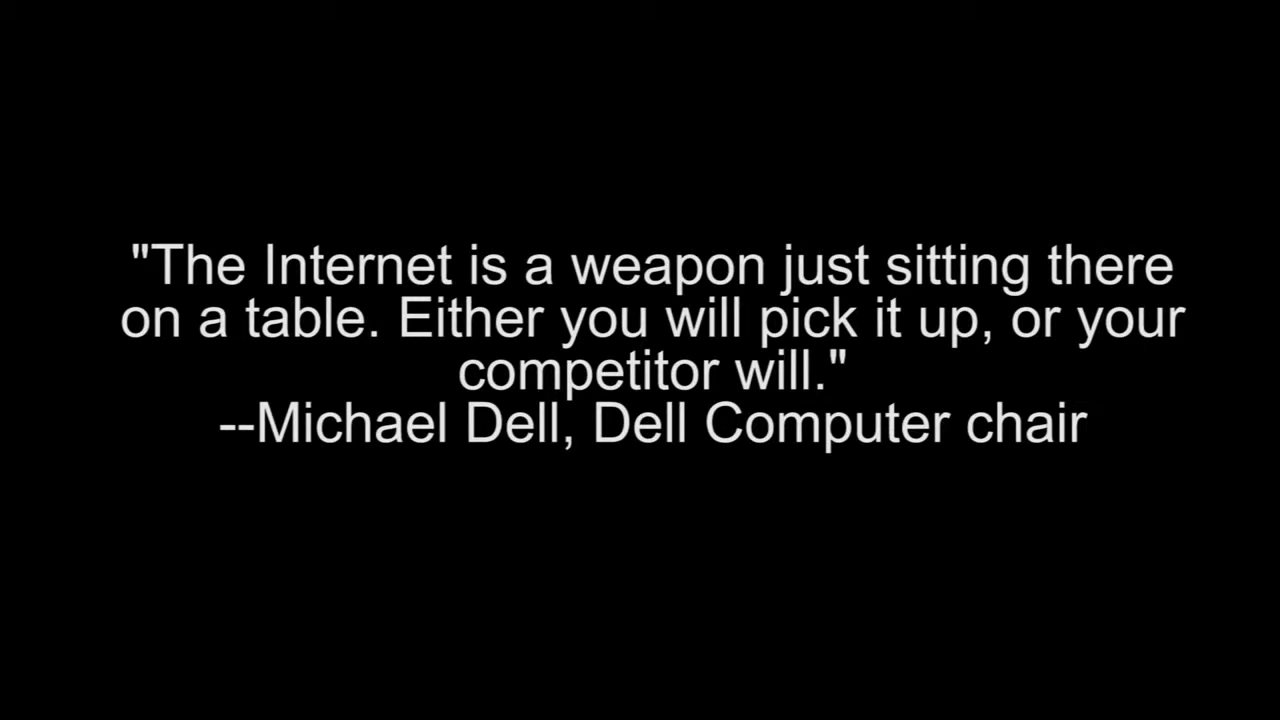 "The Internet is a weapon just sitting there
on a table. Either you will pick it up, or your
competitor will."
--Michael Dell, Dell Computer chair